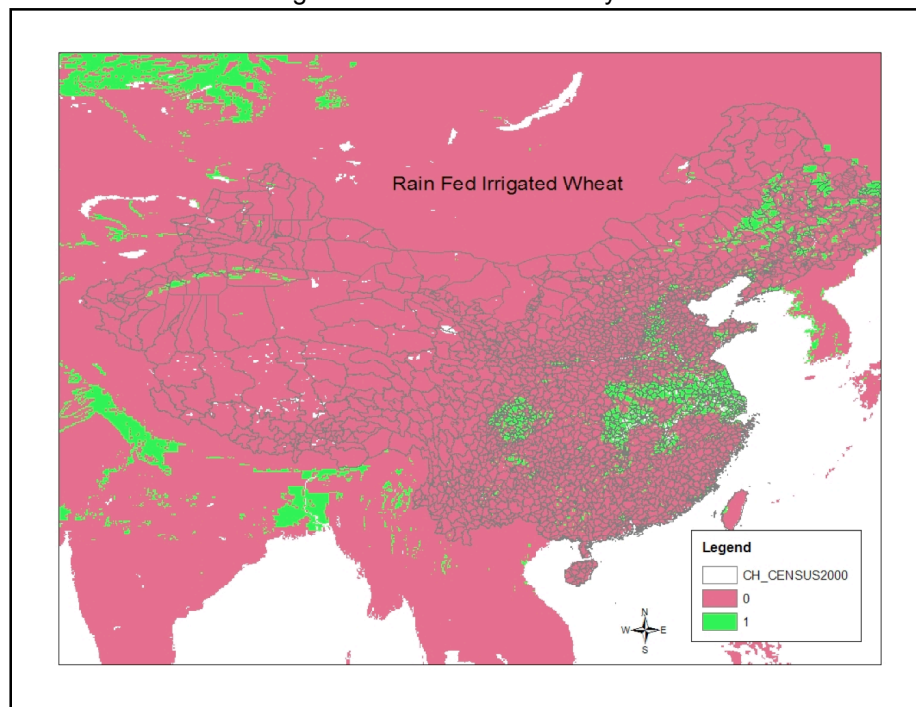 Rain Fed Irrigated Wheat
Legend
CH_CENSUS2000
0
1
N
W E
S